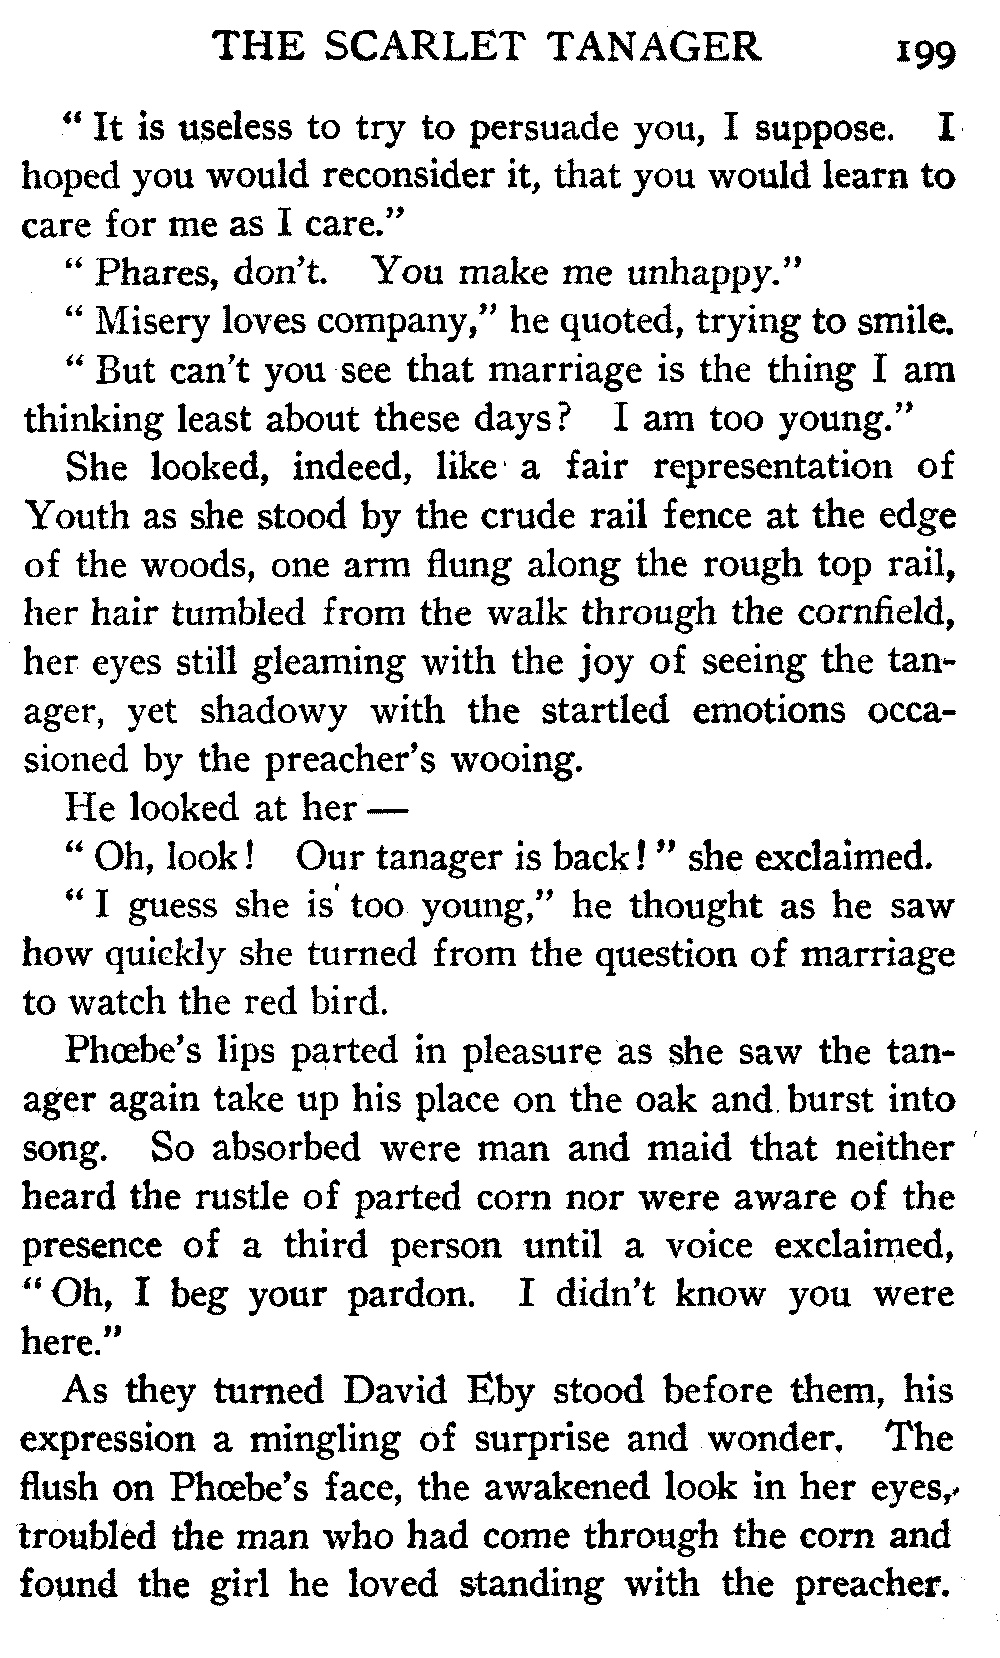 THE SCARLET TANAGER 199
“ It is useless to try to persuade you, I suppose. I
hoped you would reconsider it, that you would learn to
care for me as I care.”
“ Phares, don’t. You make me unhappy.”
“ Misery loves company,” he quoted, trying to smile.
“ But can’t you see that marriage is the thing I am
thinking least about these days? I am too young.”
She looked, indeed, like a fair representation of
Youth as she stood by the crude rail fence at the edge
of the woods, one arm flung along the rough top rail,
her hair tumbled from the walk through the cornfield,
her eyes still gleaming with the joy of seeing the tan-
ager, yet shadowy with the startled emotions occa-
sioned by the preacher’s wooing.
He looked at her —
“ Oh, look! Our tanager is back! ” she exclaimed.
“ I guess she is too young,” he thought as he saw
how quickly she turned from the question of marriage
to watch the red bird.
Phœbe’s lips parted in pleasure as she saw the tan-
ager again take up his place on the oak and burst into
song. So absorbed were man and maid that neither
heard the rustle of parted corn nor were aware of the
presence of a third person until a voice exclaimed,
“ Oh, I beg your pardon. I didn’t know you were
here.”
As they turned David Eby stood before them, his
expression a mingling of surprise and wonder. The
flush on Phœbe’s face, the awakened look in her eyes,
troubled the man who had come through the corn and
found the girl he loved standing with the preacher.